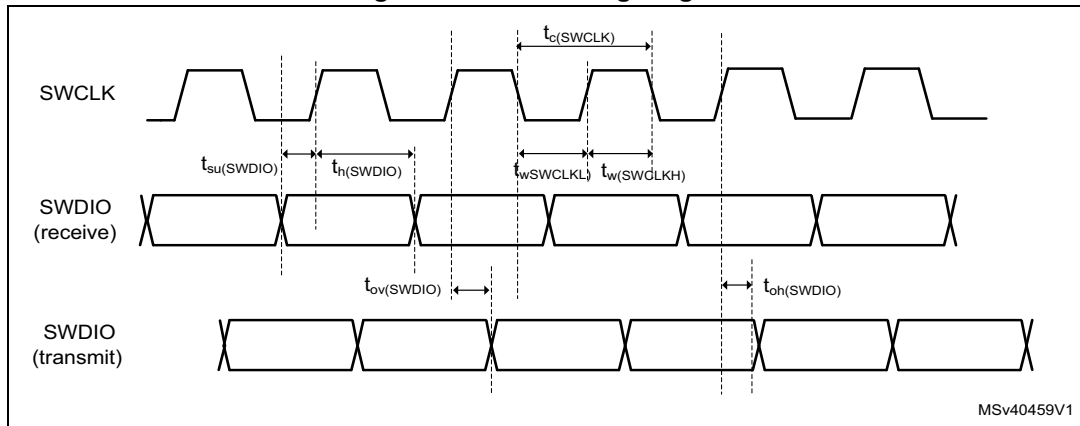 tc(SWCLK)
SWCLK
tsu(SWDIO)
th(SWDIO)
twSWCLKL)
tw(SWCLKH)
SWDIO
(receive)
tov(SWDIO)
toh(SWDIO)
SWDIO
(transmit)
MSv40459V1